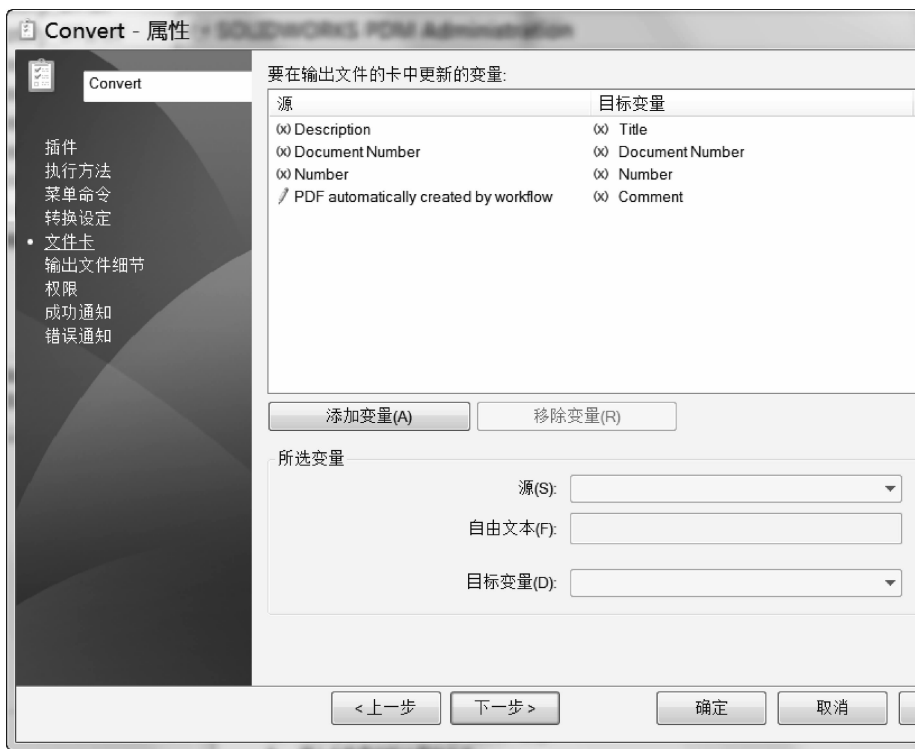 Convert - 属性
SOLIDWORKS PDM Administration
Convert
插件
执行方法
菜单命令
转换设定
文件卡
输出文件细节
权限
成功通知
错误通知
要在输出文件的卡中更新的变量:
源 目标变量
(x) Description (x) Title
(x) Document Number (x) Document Number
(x) Number (x) Number
PDF automatically created by workflow (x) Comment
添加变量(A) 移除变量(R)
所选变量
源(S):
自由文本(F):
目标变量(D):
<上一步 下一步> 确定 取消